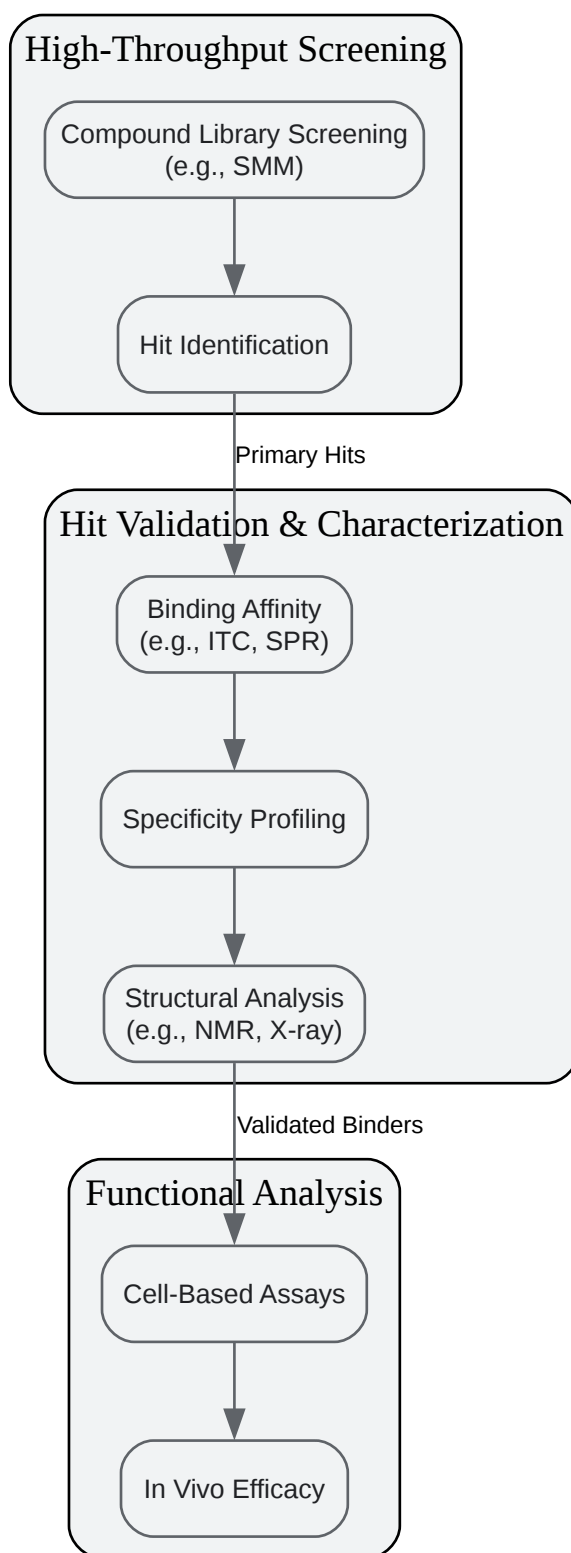 High-Throughput Screening
Compound Library Screening
(e.g., SMM)
Hit Identification
Primary Hits
Hit Validation & Characterization
Binding Affinity
(e.g., ITC, SPR)
Specificity Profiling
Structural Analysis
(e.g., NMR, X-ray)
Validated Binders
Functional Analysis
Cell-Based Assays
In Vivo Efficacy